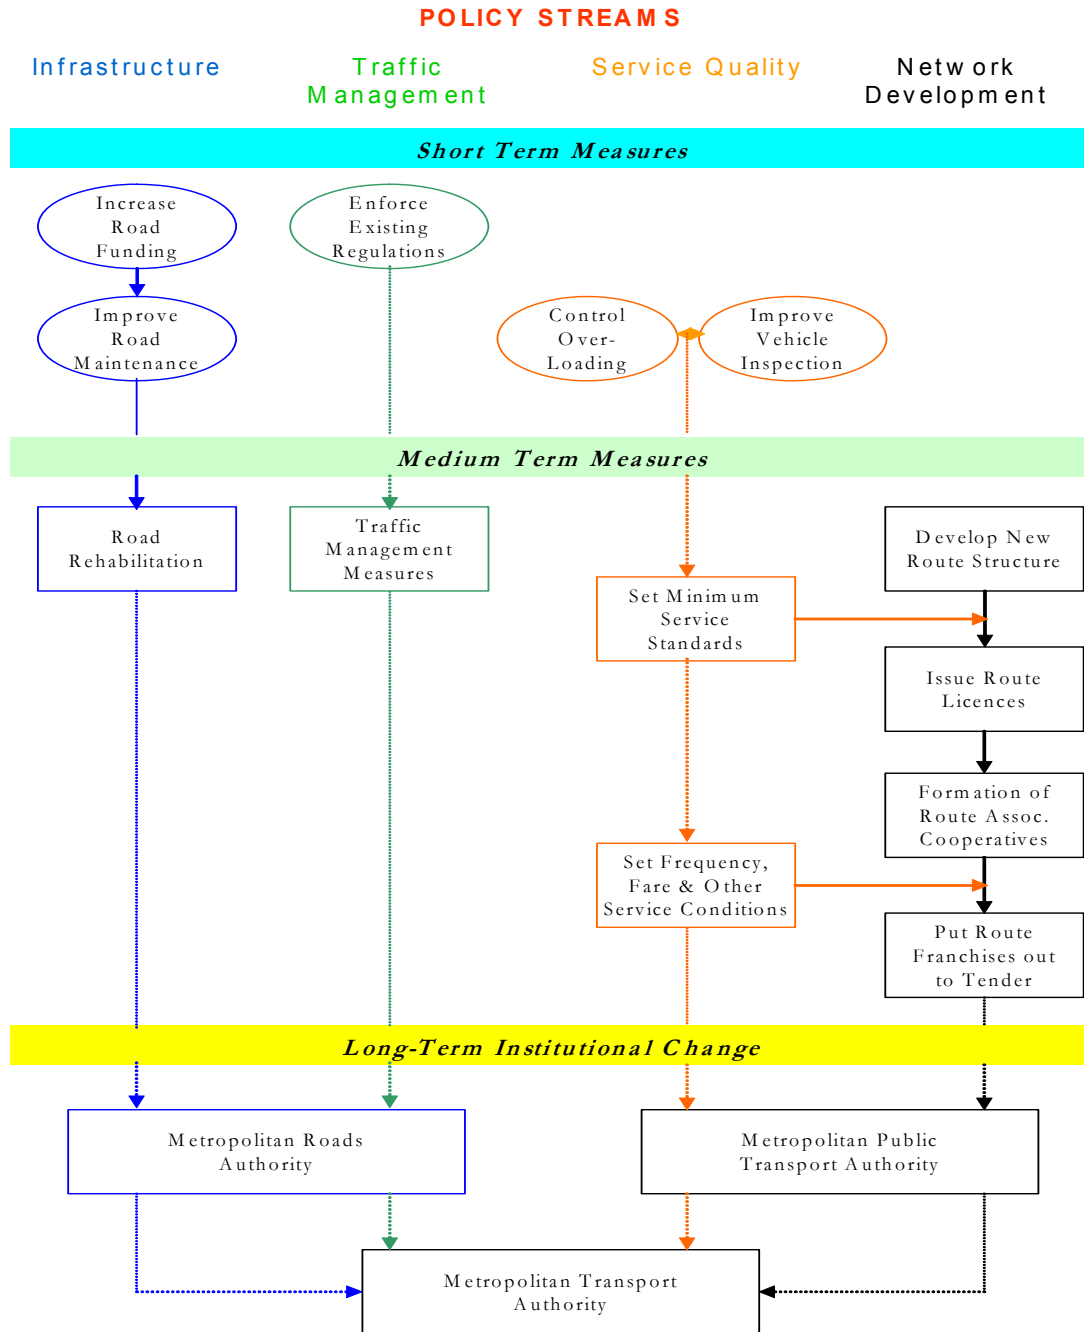 POLICY STREAMS
Infrastructure
Traffic
Management
Service Quality
Network
Development
Short Term Measures
Increase
Road
Funding
Enforce
Existing
Regulations
Improve
Road
Maintenance
Control
Over-
Loading
Improve
Vehicle
Inspection
Medium Term Measures
Road
Rehabilitation
Traffic
Management
Measures
Develop New
Route Structure
Set Minimum
Service
Standards
Issue Route
Licences
Formation of
Route Assoc.
Cooperatives
Set Frequency,
Fare & Other
Service Conditions
Put Route
Franchises out
to Tender
Long-Term Institutional Change
Metropolitan Roads
Authority
Metropolitan Public
Transport Authority
Metropolitan Transport
Authority